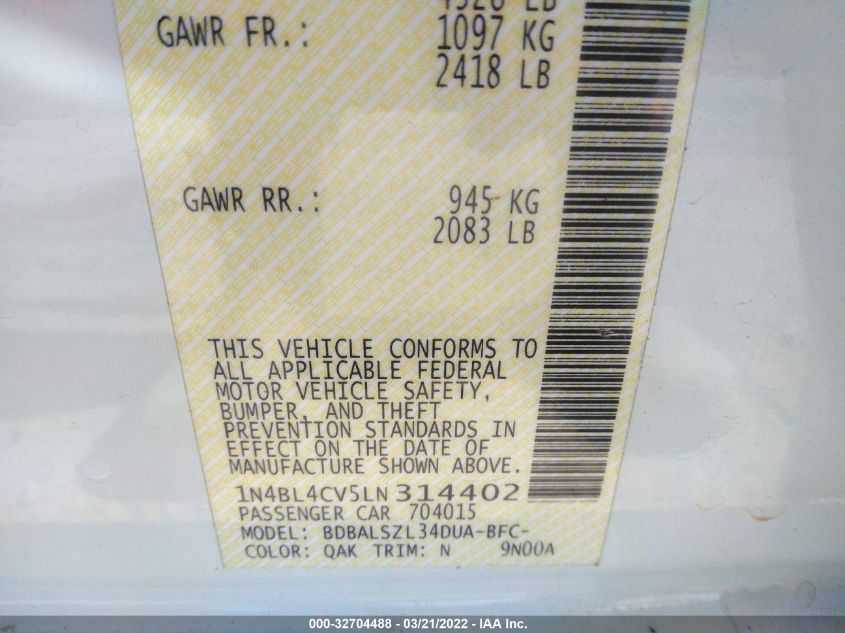 GAWR FR.: 1097 KG
2418 LB
GAWR RR.: 945 KG
2083 LB
THIS VEHICLE CONFORMS TO
ALL APPLICABLE FEDERAL
MOTOR VEHICLE SAFETY,
BUMPER, AND THEFT
PREVENTION STANDARDS IN
EFFECT ON THE DATE OF
MANUFACTURE SHOWN ABOVE.
1N4BL4CV5LN314402
PASSENGER CAR 704015
MODEL: BDBALSZL34DUA-BFC-
COLOR: QAK TRIM: N 9N00A
000-32704488 - 03/21/2022 - IAA Inc.